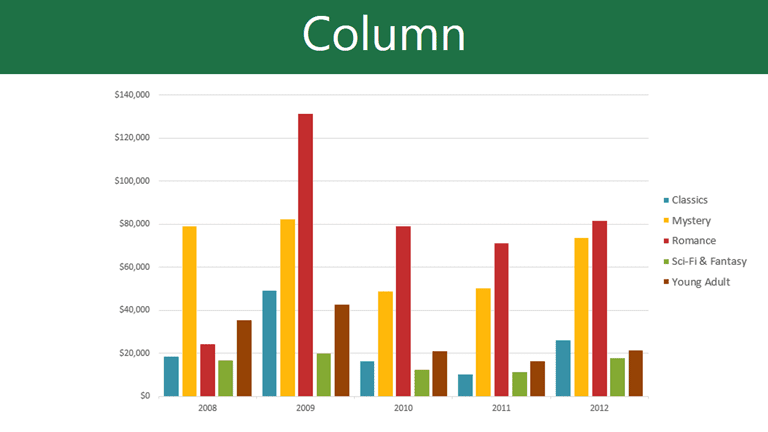 Column
$140,000
$120,000
$100,000
$80,000
$60,000
$40,000
$20,000
$0
2008 2009 2010 2011 2012
Classics
Mystery
Romance
Sci-Fi & Fantasy
Young Adult